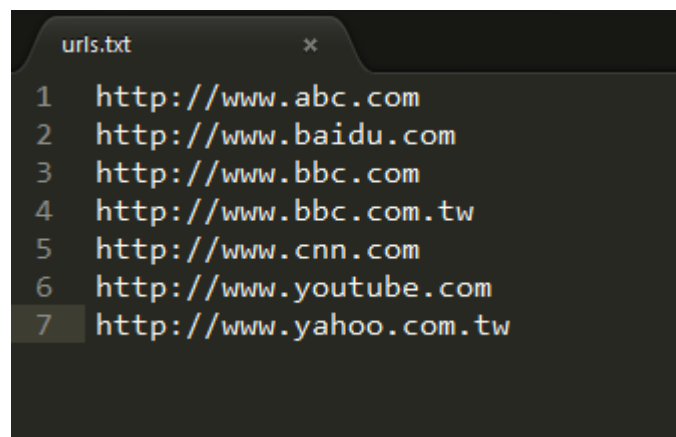 urls.txt ×
1 http://www.abc.com
2 http://www.baidu.com
3 http://www.bbc.com
4 http://www.bbc.com.tw
5 http://www.cnn.com
6 http://www.youtube.com
7 http://www.yahoo.com.tw